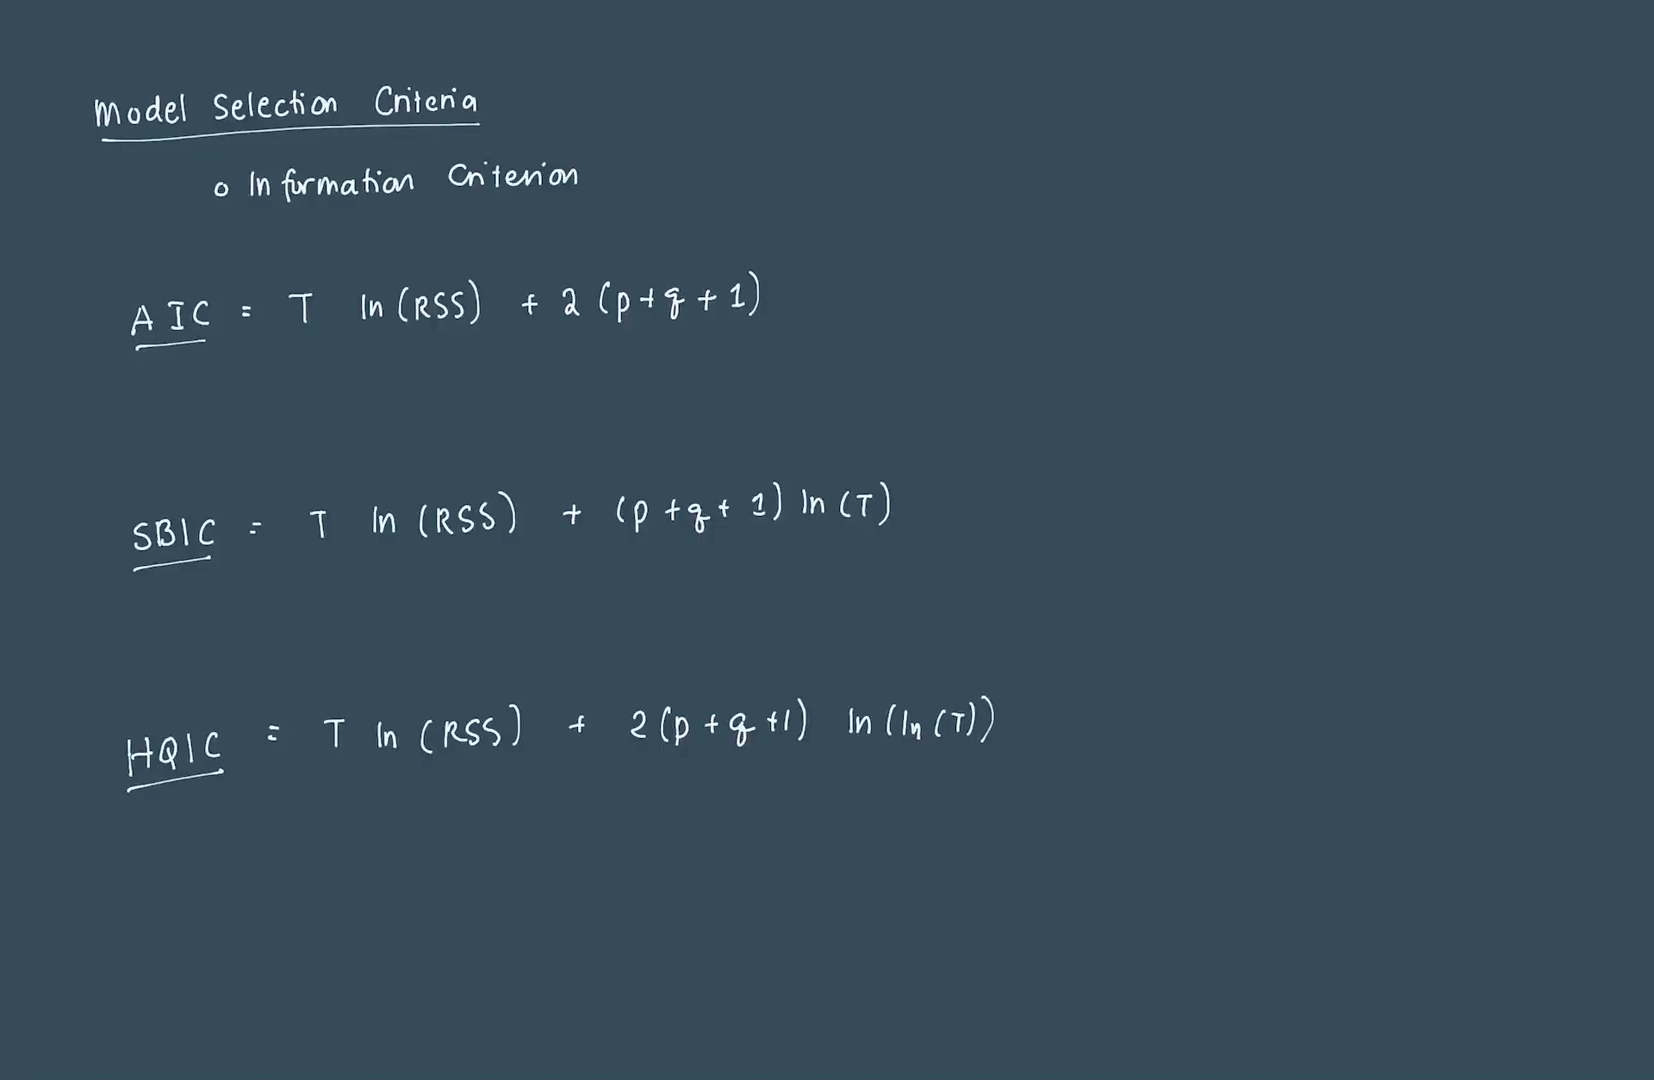 Model Selection Criteria
o Information Criterion
AIC = T ln (RSS) + 2 (p+q+1)
SBIC = T ln (RSS) + (p+q+1) ln (T)
HQIC = T ln (RSS) + 2(p+q+1) ln (ln (T))